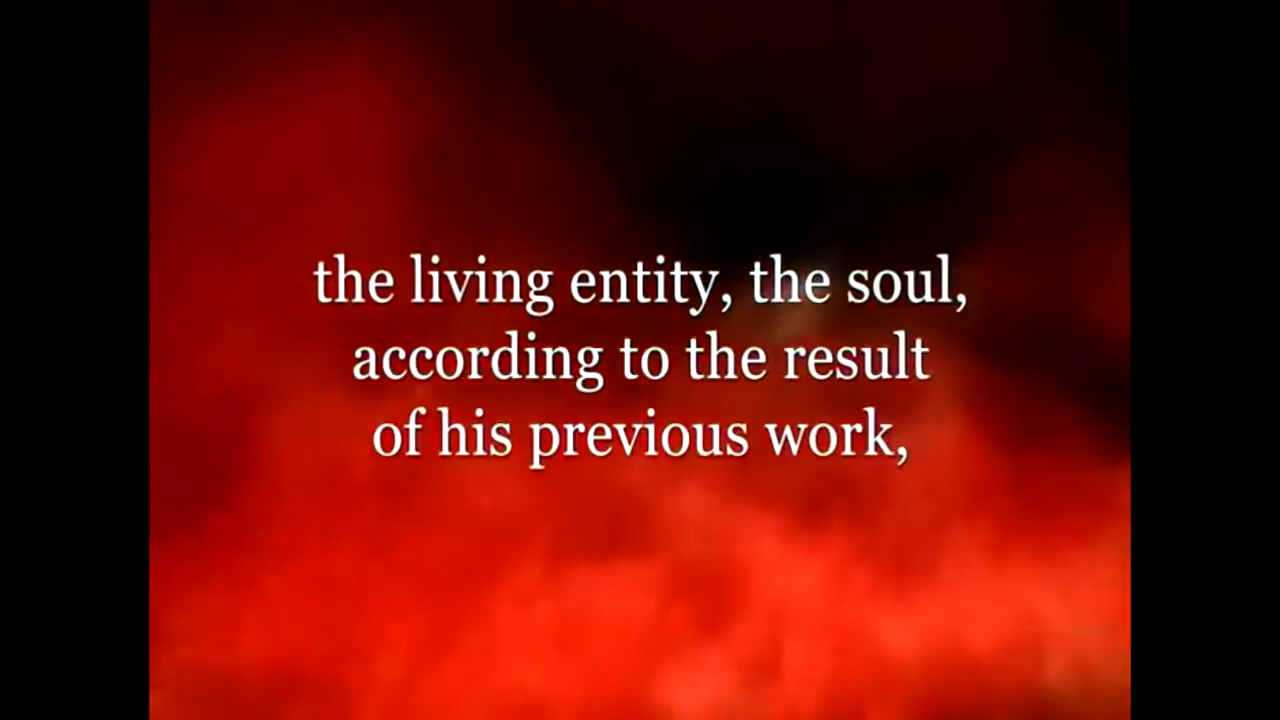 the living entity, the soul,
according to the result
of his previous work,